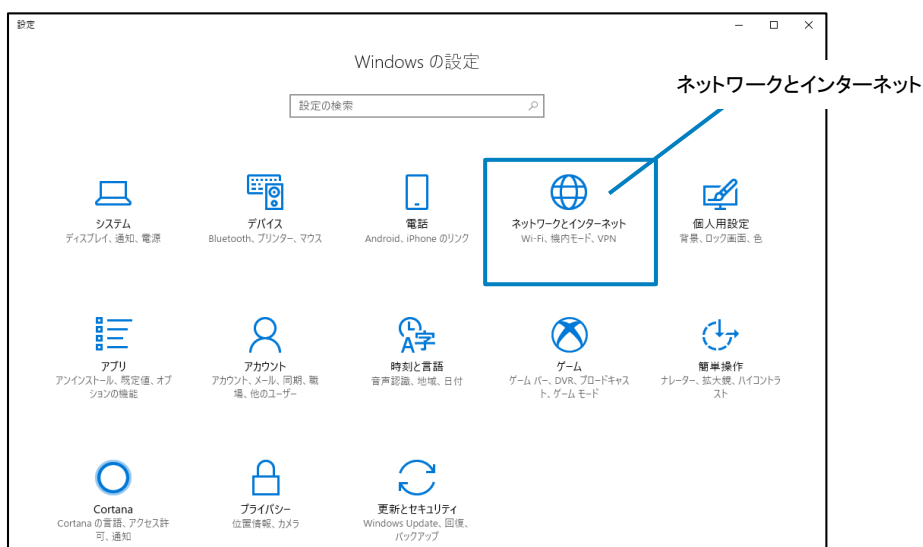 設定
Windows の設定
ネットワークとインターネット
設定の検索
システム
ディスプレイ、通知、電源
デバイス
Bluetooth、プリンター、マウス
電話
Android、iPhone のリンク
ネットワークとインターネット
Wi-Fi、機内モード、VPN
個人用設定
背景、ロック画面、色
アプリ
アンインストール、既定値、オプ
ションの機能
アカウント
アカウント、メール、同期、職
場、他のユーザー
時刻と言語
音声認識、地域、日付
ゲーム
ゲーム バー、DVR、ブロードキャス
ト、ゲーム モード
簡単操作
ナレーター、拡大鏡、ハイコントラ
スト
Cortana
Cortana の言語、アクセス許
可、通知
プライバシー
位置情報、カメラ
更新とセキュリティ
Windows Update、回復、
バックアップ